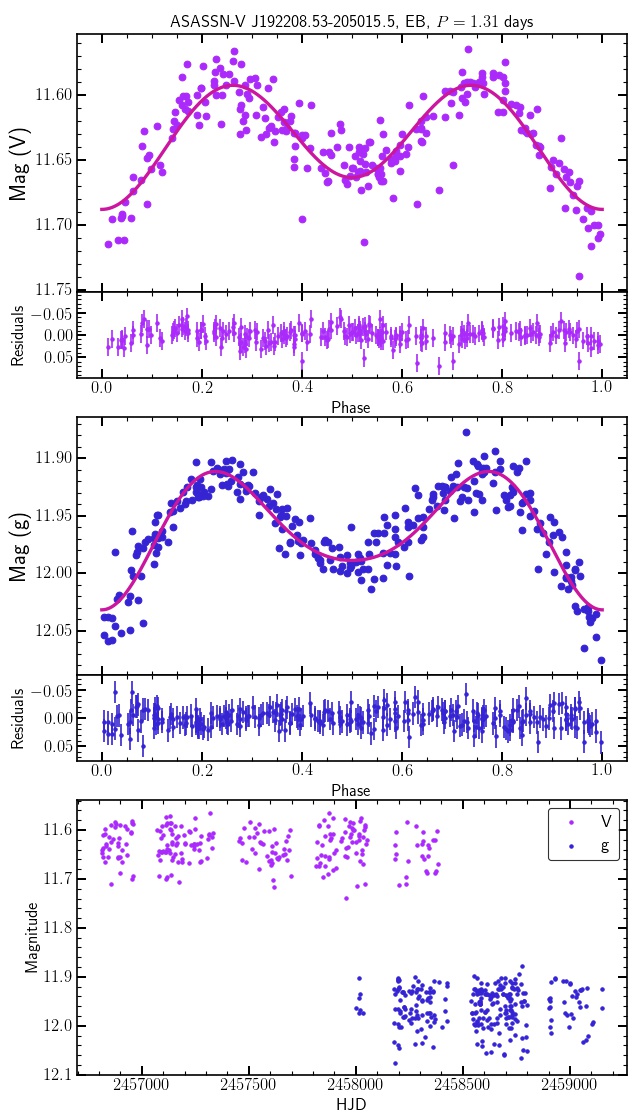 ASASSN-V J192208.53-205015.5, EB, P = 1.31 days
Mag (V)
11.60
11.65
11.70
11.75
Residuals
−0.05
0.00
0.05
0.0 0.2 0.4 0.6 0.8 1.0
Phase
Mag (g)
11.90
11.95
12.00
12.05
Residuals
−0.05
0.00
0.05
0.0 0.2 0.4 0.6 0.8 1.0
Phase
Magnitude
11.6
11.7
11.8
11.9
12.0
12.1
V
g
2457000 2457500 2458000 2458500 2459000
HJD